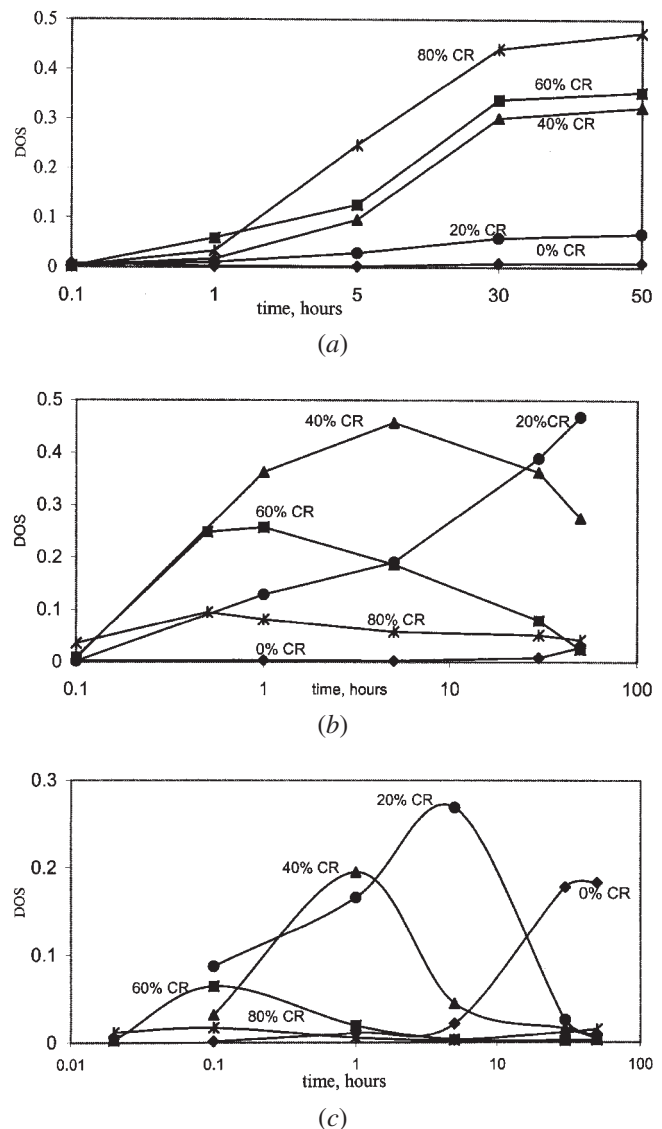 0.5
80% CR
0.4
60% CR
0.3
40% CR
DOS
0.2
0.1
20% CR
0% CR
0
0.1 1 5 30 50
time, hours
(a)
0.5
40% CR
20%CR
0.4
0.3
60% CR
DOS
0.2
0.1
80% CR
0% CR
0
0.1 1 time, hours 10 100
(b)
0.3
20% CR
0.2
40% CR
0% CR
DOS
0.1
60% CR
80% CR
0
0.01 0.1 1 10 100
time, hours
(c)